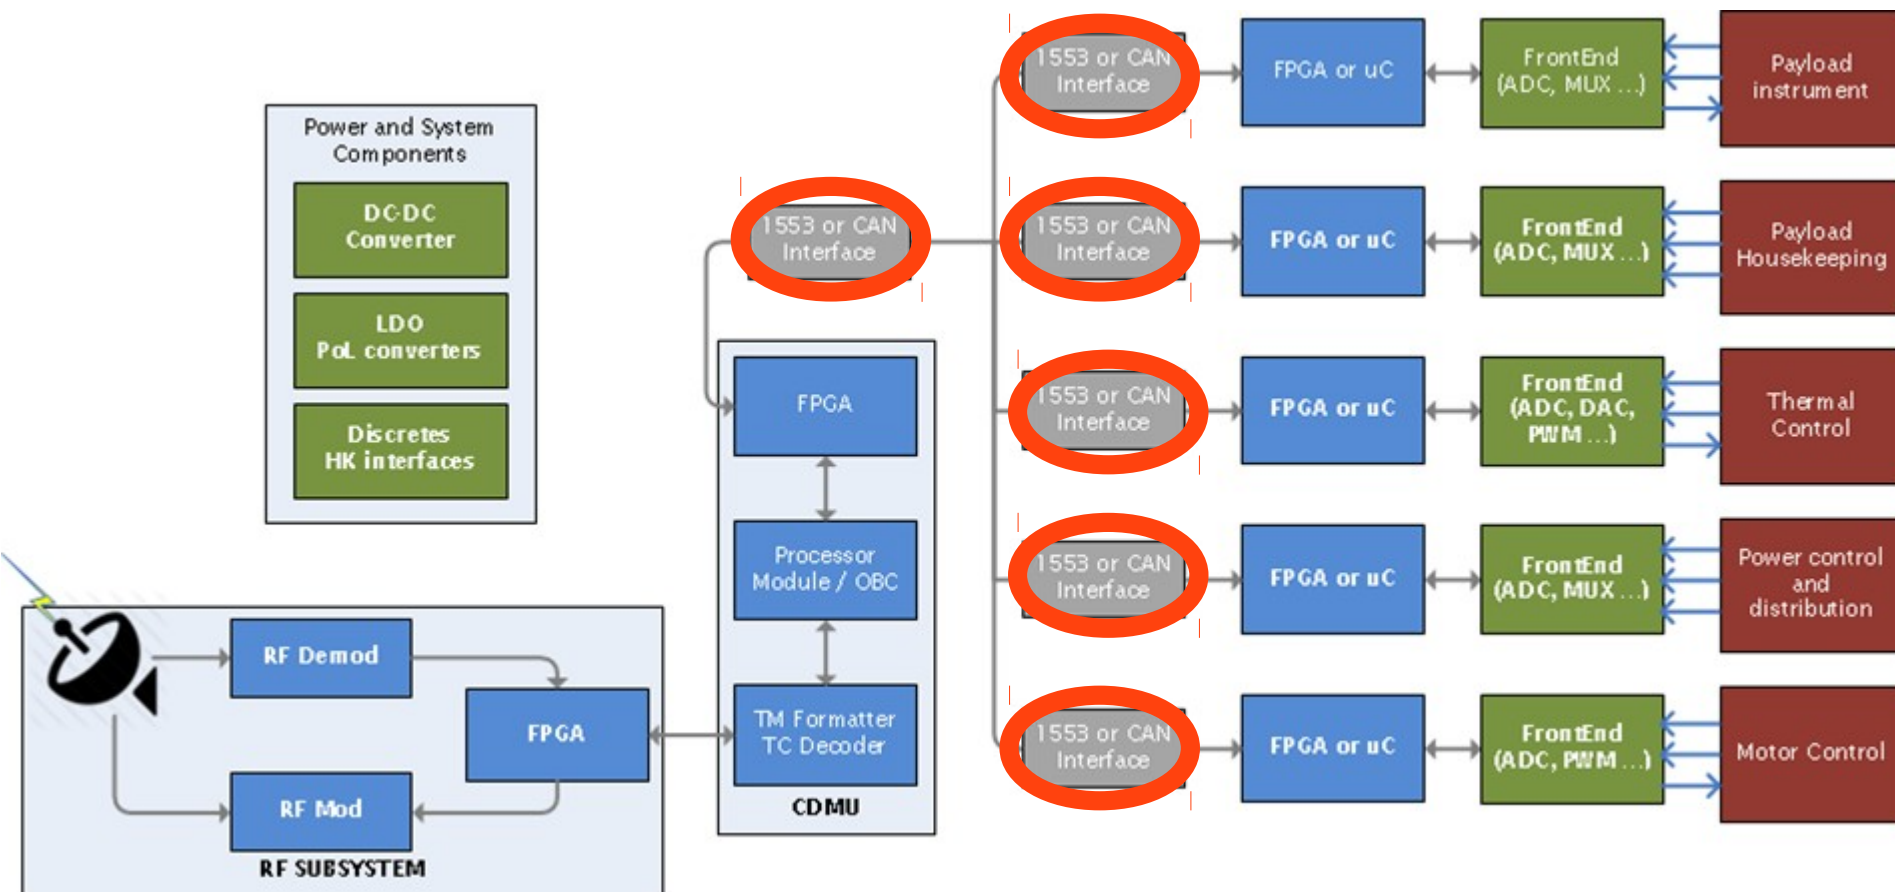 Power and System
Components
DC-DC
Converter
LDO
PoL converters
Discretes
HK interfaces
1553 or CAN
Interface
FPGA
Processor
Module / OBC
TM Formatter
TC Decoder
CDMU
RF Demod
FPGA
RF Mod
RF SUBSYSTEM
1553 or CAN
Interface
FPGA or uC
FrontEnd
(ADC, MUX ...)
Payload
instrument
1553 or CAN
Interface
FPGA or uC
FrontEnd
(ADC, MUX ...)
Payload
Housekeeping
1553 or CAN
Interface
FPGA or uC
FrontEnd
(ADC, DAC,
PWM ...)
Thermal
Control
1553 or CAN
Interface
FPGA or uC
FrontEnd
(ADC, MUX ...)
Power control
and
distribution
1553 or CAN
Interface
FPGA or uC
FrontEnd
(ADC, PWM ...)
Motor Control